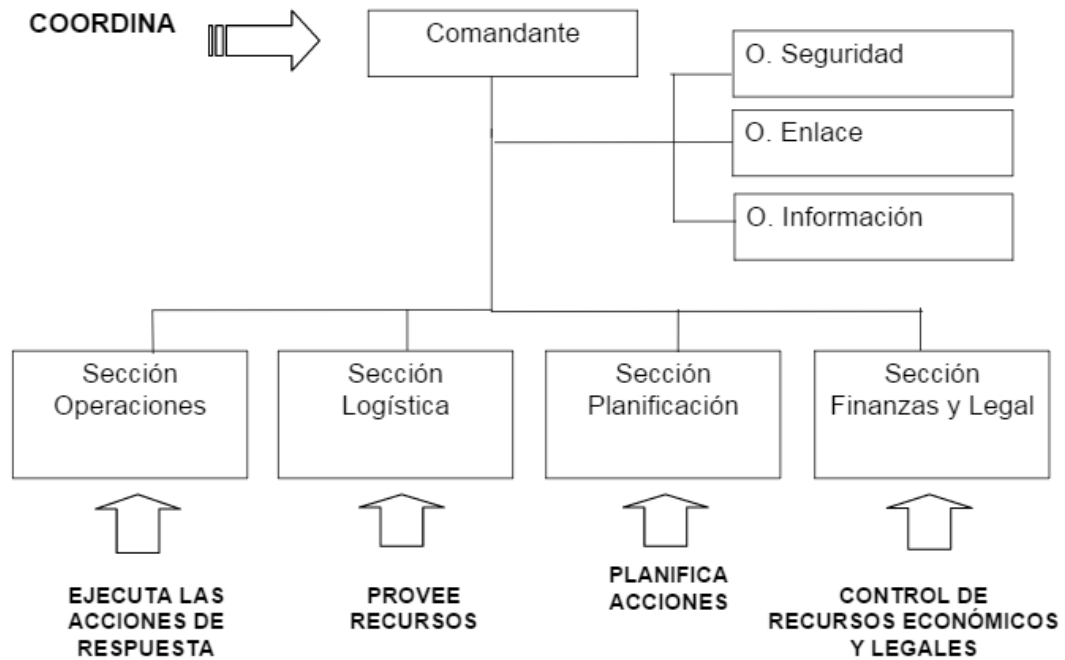 COORDINA
Comandante
O. Seguridad
O. Enlace
O. Información
Sección
Operaciones
Sección
Logística
Sección
Planificación
Sección
Finanzas y Legal
EJECUTA LAS
ACCIONES DE
RESPUESTA
PROVEE
RECURSOS
PLANIFICA
ACCIONES
CONTROL DE
RECURSOS ECONÓMICOS
Y LEGALES